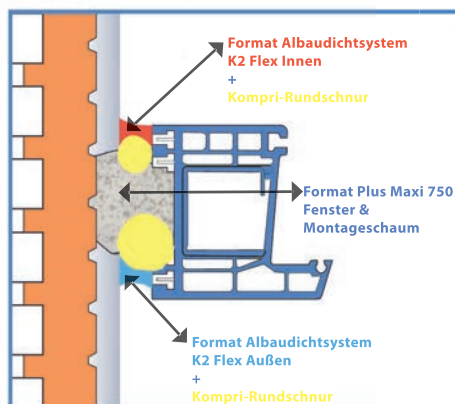 Format Albaudichtsystem
K2 Flex Innen
+
Kompri-Rundschnur
Format Plus Maxi 750
Fenster &
Montageschaum
Format Albaudichtsystem
K2 Flex Außen
+
Kompri-Rundschnur